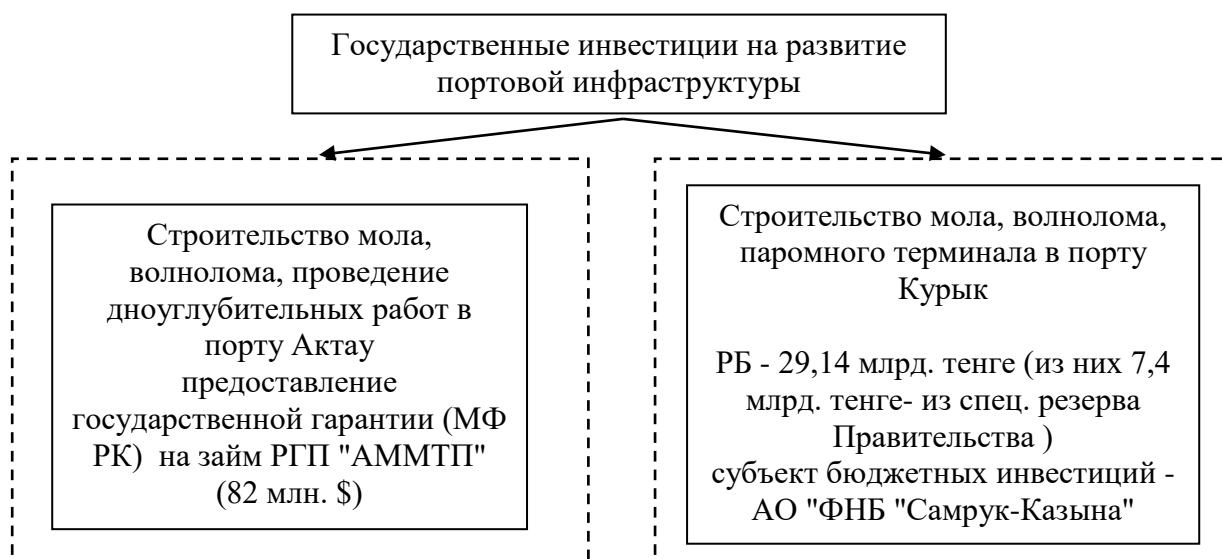 Государственные инвестиции на развитие
портовой инфраструктуры
Строительство мола,
волнолома, проведение
дноуглубительных работ в
порту Актау
предоставление
государственной гарантии (МФ
РК) на займ РГП "АММТП"
(82 млн. $)
Строительство мола, волнолома,
паромного терминала в порту
Курык
РБ - 29,14 млрд. тенге (из них 7,4
млрд. тенге- из спец. резерва
Правительства )
субъект бюджетных инвестиций -
АО "ФНБ "Самрук-Казына"